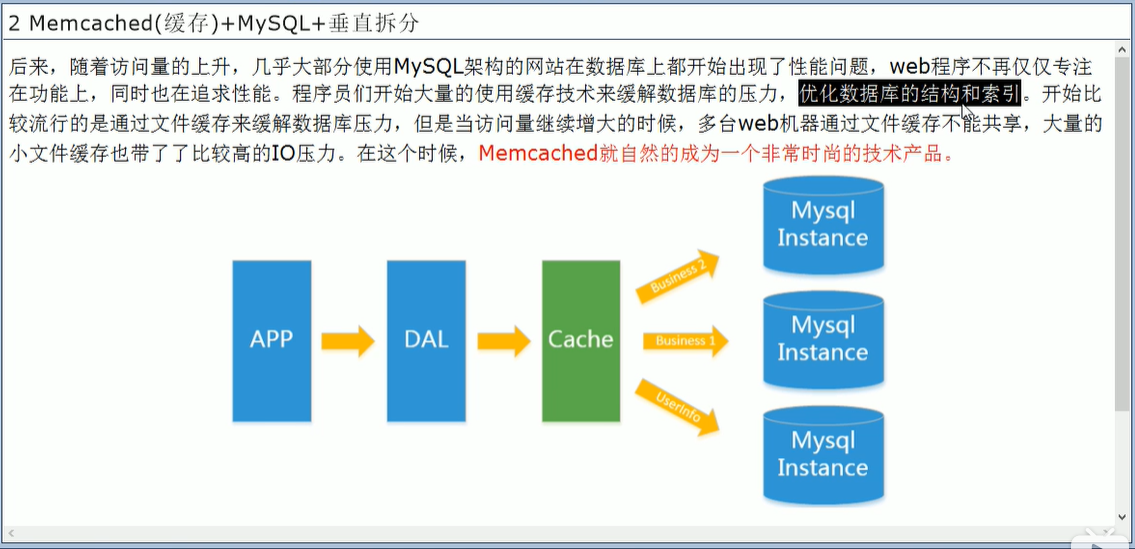 2 Memcached(缓存)+MySQL+垂直拆分
后来，随着访问量的上升，几乎大部分使用MySQL架构的网站在数据库上都开始出现了性能问题，web程序不再仅仅专注
在功能上，同时也在追求性能。程序员们开始大量的使用缓存技术来缓解数据库的压力，优化数据库的结构和索引。开始比
较流行的是通过文件缓存来缓解数据库压力，但是当访问量继续增大的时候，多台web机器通过文件缓存不能共享，大量的
小文件缓存也带了了比较高的IO压力。在这个时候，Memcached就自然的成为一个非常时尚的技术产品。
Mysql
Instance
Business 2
APP
DAL
Cache
Business 1
Mysql
Instance
UserInfo
Mysql
Instance